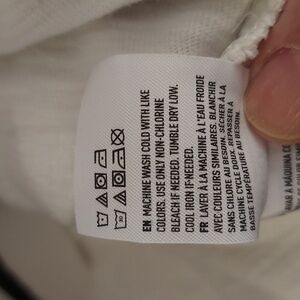 EN MACHINE WASH COLD WITH LIKE
COLORS. USE ONLY NON-CHLORINE
BLEACH IF NEEDED. TUMBLE DRY LOW.
COOL IRON IF NEEDED.
FR LAVER À LA MACHINE À L'EAU FROIDE
AVEC COULEURS SIMILAIRES. BLANCHIR
SANS CHLORE AU BESOIN. SÉCHER À
MACHINE CYCLE DOUX. REPASSER À
BASSE TEMPÉRATURE AU BESOIN.